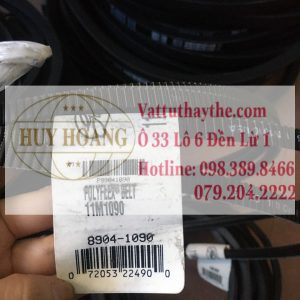 Vattuthaythe.com
Ô 33 Lô 6 Đền Lừ 1
Hotline: 098.389.8466
079.204.2222
HUY HOANG
P89041090
POLYFLEX® BELT
11M1090
8904-1090
0 72053 22490 0